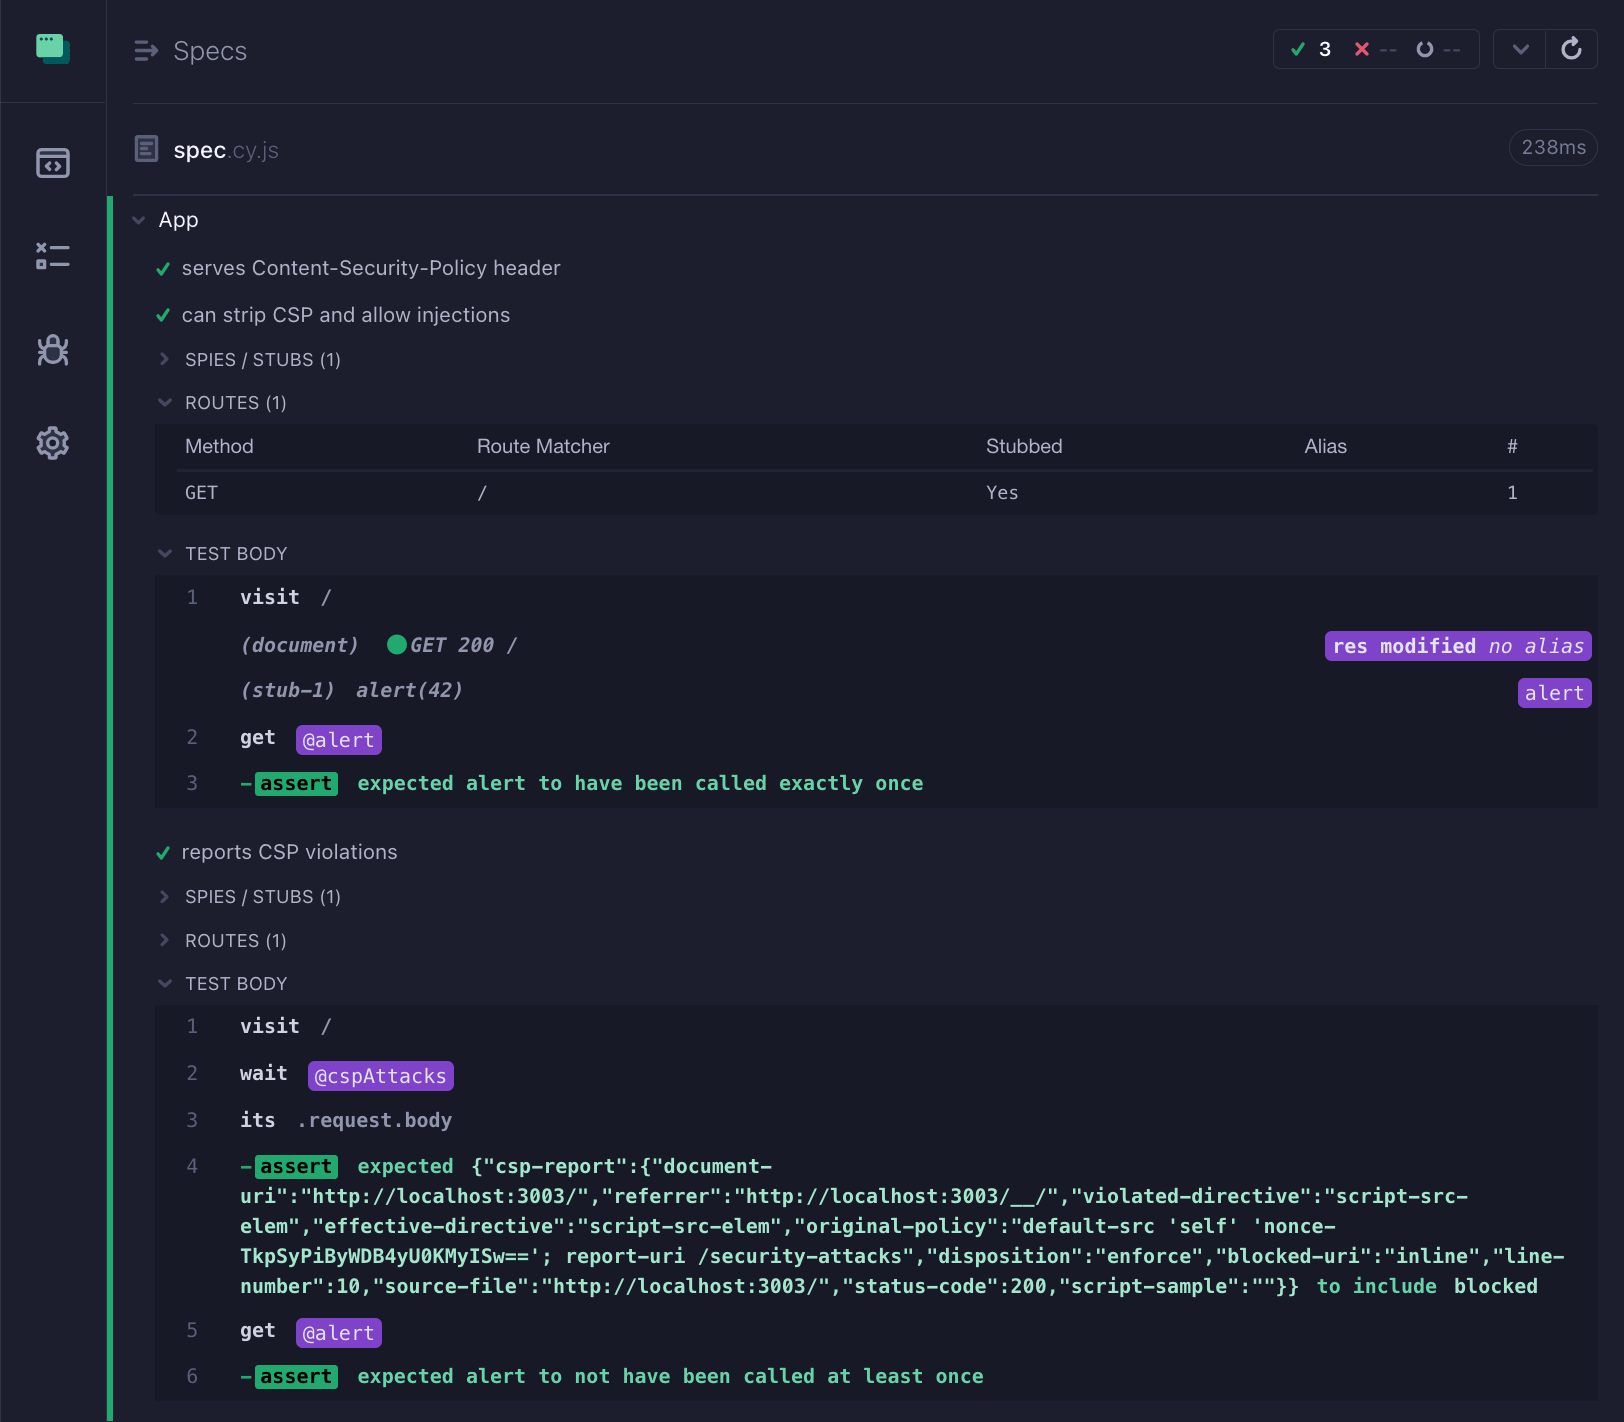 Specs
3 -- --
spec.cy.js
238ms
App
serves Content-Security-Policy header
can strip CSP and allow injections
SPIES / STUBS (1)
ROUTES (1)
Method Route Matcher Stubbed Alias #
GET / Yes 1
TEST BODY
1 visit /
(document) GET 200 / res modified no alias
(stub-1) alert(42) alert
2 get @alert
3 -assert expected alert to have been called exactly once
reports CSP violations
SPIES / STUBS (1)
ROUTES (1)
TEST BODY
1 visit /
2 wait @cspAttacks
3 its .request.body
4 -assert expected {"csp-report":{"document-
uri":"http://localhost:3003/","referrer":"http://localhost:3003/__/","violated-directive":"script-src-
elem","effective-directive":"script-src-elem","original-policy":"default-src 'self' 'nonce-
TkpSyPiByWDB4yU0KMyISw=='; report-uri /security-attacks","disposition":"enforce","blocked-uri":"inline","line-
number":10,"source-file":"http://localhost:3003/","status-code":200,"script-sample":""}} to include blocked
5 get @alert
6 -assert expected alert to not have been called at least once